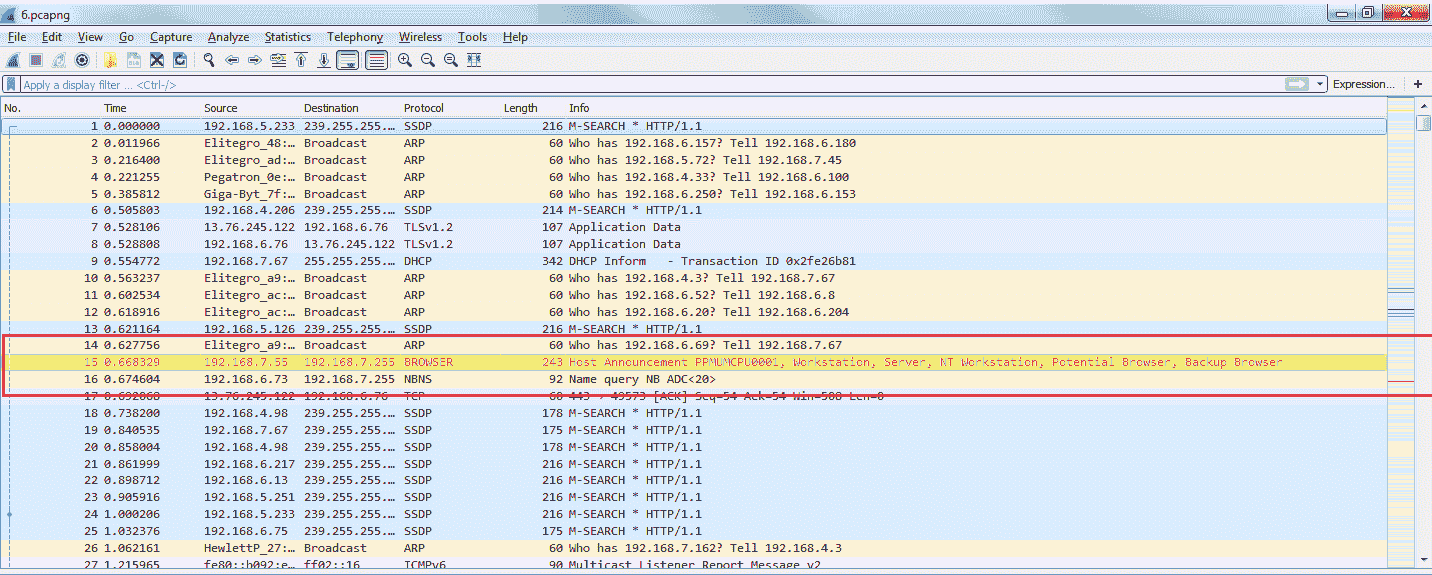 6.pcapng
File Edit View Go Capture Analyze Statistics Telephony Wireless Tools Help
Apply a display filter ... <Ctrl-/> Expression... +
No. Time Source Destination Protocol Length Info
1 0.000000 192.168.5.233 239.255.255.… SSDP 216 M-SEARCH * HTTP/1.1
2 0.011966 Elitegro_48:… Broadcast ARP 60 Who has 192.168.6.157? Tell 192.168.6.180
3 0.216400 Elitegro_ad:… Broadcast ARP 60 Who has 192.168.5.72? Tell 192.168.7.45
4 0.221255 Pegatron_0e:… Broadcast ARP 60 Who has 192.168.4.33? Tell 192.168.6.100
5 0.385812 Giga-Byt_7f:… Broadcast ARP 60 Who has 192.168.6.250? Tell 192.168.6.153
6 0.505803 192.168.4.206 239.255.255.… SSDP 214 M-SEARCH * HTTP/1.1
7 0.528106 13.76.245.122 192.168.6.76 TLSv1.2 107 Application Data
8 0.528808 192.168.6.76 13.76.245.122 TLSv1.2 107 Application Data
9 0.554772 192.168.7.67 255.255.255.… DHCP 342 DHCP Inform - Transaction ID 0x2fe26b81
10 0.563237 Elitegro_a9:… Broadcast ARP 60 Who has 192.168.4.3? Tell 192.168.7.67
11 0.602534 Elitegro_ac:… Broadcast ARP 60 Who has 192.168.6.52? Tell 192.168.6.8
12 0.618916 Elitegro_ac:… Broadcast ARP 60 Who has 192.168.6.20? Tell 192.168.6.204
13 0.621164 192.168.5.126 239.255.255.… SSDP 216 M-SEARCH * HTTP/1.1
14 0.627756 Elitegro_a9:… Broadcast ARP 60 Who has 192.168.6.69? Tell 192.168.7.67
15 0.668329 192.168.7.55 192.168.7.255 BROWSER 243 Host Announcement PPMUMCPU0001, Workstation, Server, NT Workstation, Potential Browser, Backup Browser
16 0.674604 192.168.6.73 192.168.7.255 NBNS 92 Name query NB ADC<20>
17 0.692868 13.76.245.122 192.168.6.76 TCP 60 443 → 49573 [ACK] Seq=54 Ack=54 Win=508 Len=0
18 0.738200 192.168.4.98 239.255.255.… SSDP 178 M-SEARCH * HTTP/1.1
19 0.840535 192.168.7.67 239.255.255.… SSDP 175 M-SEARCH * HTTP/1.1
20 0.858004 192.168.4.98 239.255.255.… SSDP 178 M-SEARCH * HTTP/1.1
21 0.861999 192.168.6.217 239.255.255.… SSDP 216 M-SEARCH * HTTP/1.1
22 0.898712 192.168.6.13 239.255.255.… SSDP 216 M-SEARCH * HTTP/1.1
23 0.905916 192.168.5.251 239.255.255.… SSDP 216 M-SEARCH * HTTP/1.1
24 1.000206 192.168.5.233 239.255.255.… SSDP 216 M-SEARCH * HTTP/1.1
25 1.032376 192.168.6.75 239.255.255.… SSDP 175 M-SEARCH * HTTP/1.1
26 1.062161 HewlettP_27:… Broadcast ARP 60 Who has 192.168.7.162? Tell 192.168.4.3
27 1.215965 fe80::b092:e… ff02::16 ICMPv6 90 Multicast Listener Report Message v2